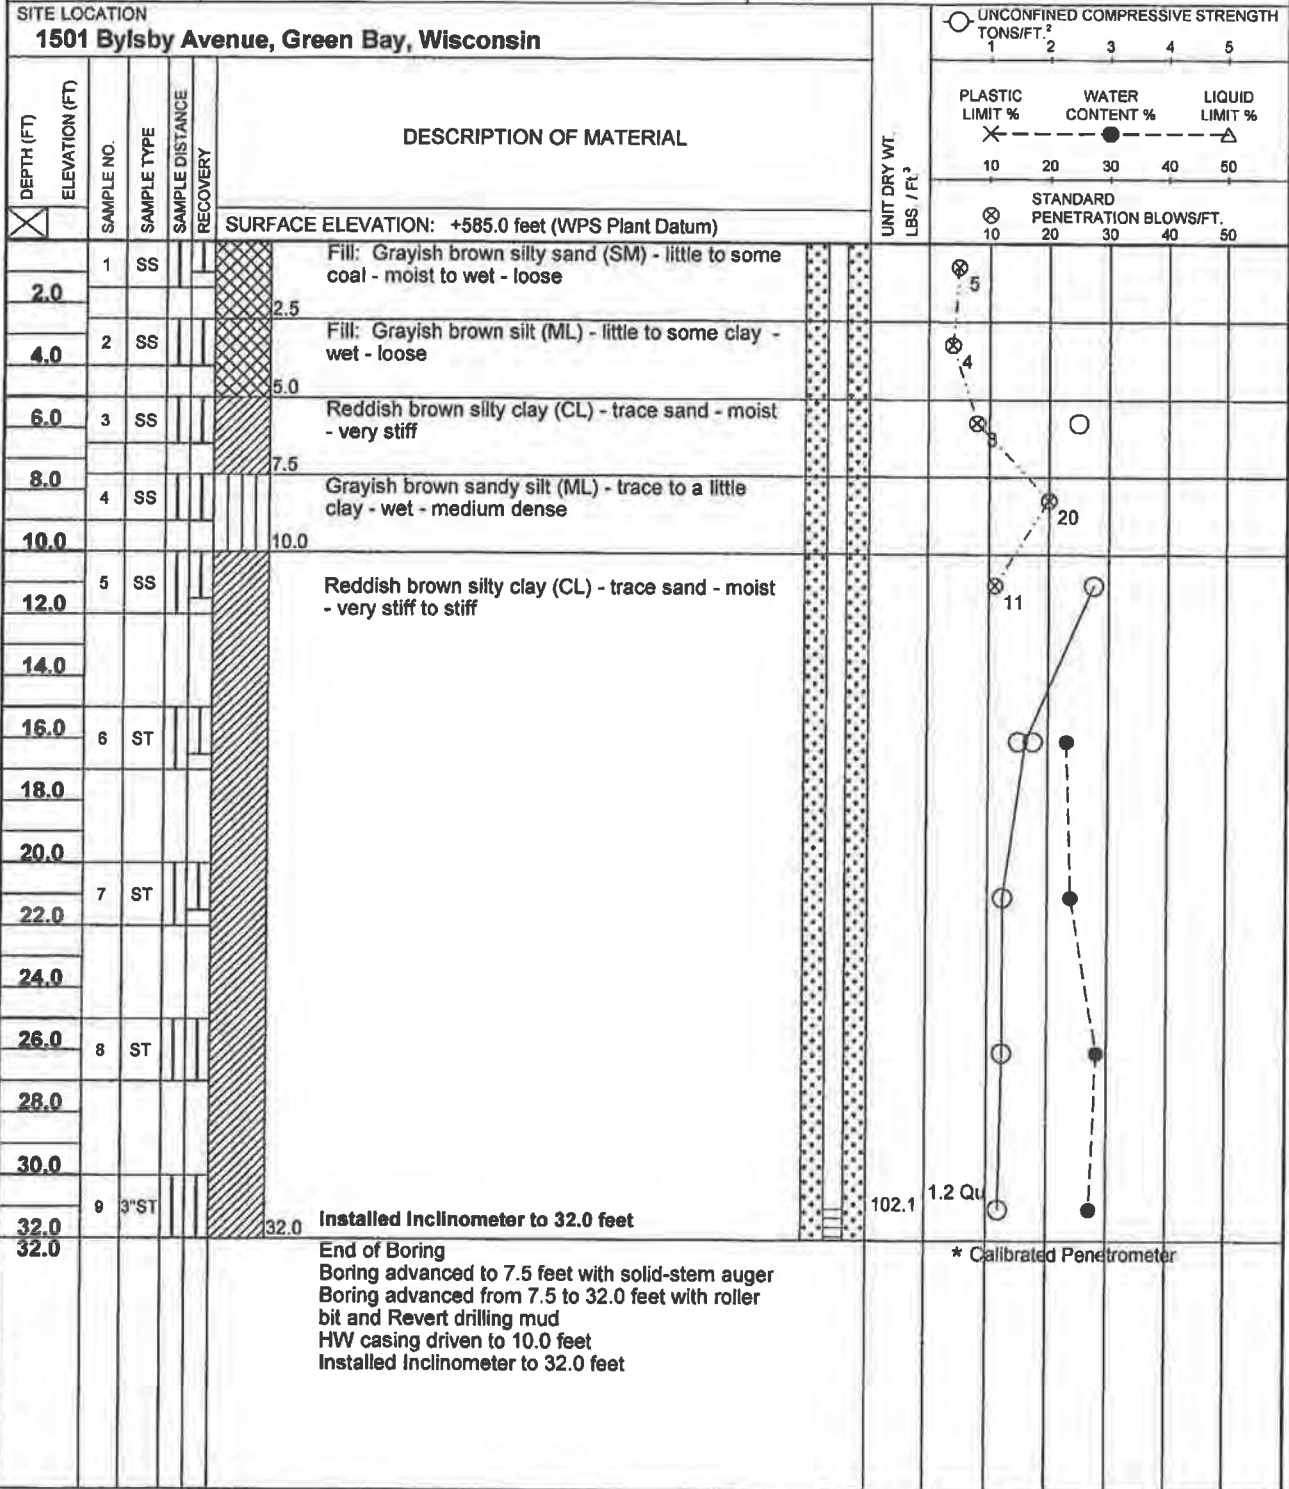 SITE LOCATION
1501 Bylsby Avenue, Green Bay, Wisconsin
UNCONFINED COMPRESSIVE STRENGTH
TONS/FT.²
1 2 3 4 5
DEPTH (FT)
ELEVATION (FT)
SAMPLE NO.
SAMPLE TYPE
SAMPLE DISTANCE
RECOVERY
DESCRIPTION OF MATERIAL
UNIT DRY WT.
LBS. / Ft.³
PLASTIC
LIMIT %
WATER
CONTENT %
LIQUID
LIMIT %
10 20 30 40 50
STANDARD
PENETRATION BLOWS/FT.
10 20 30 40 50
SURFACE ELEVATION: +585.0 feet (WPS Plant Datum)
1 SS
Fill: Grayish brown silty sand (SM) - little to some
coal - moist to wet - loose
5
2.0
2.5
2 SS
Fill: Grayish brown silt (ML) - little to some clay -
wet - loose
4
4.0
5.0
6.0
3 SS
Reddish brown silty clay (CL) - trace sand - moist
- very stiff
7.5
8.0
4 SS
Grayish brown sandy silt (ML) - trace to a little
clay - wet - medium dense
20
10.0
10.0
5 SS
Reddish brown silty clay (CL) - trace sand - moist
- very stiff to stiff
11
12.0
14.0
16.0
6 ST
18.0
20.0
7 ST
22.0
24.0
26.0
8 ST
28.0
30.0
9 3"ST
102.1
1.2 Qu
32.0
32.0
Installed Inclinometer to 32.0 feet
32.0
End of Boring
Boring advanced to 7.5 feet with solid-stem auger
Boring advanced from 7.5 to 32.0 feet with roller
bit and Revert drilling mud
HW casing driven to 10.0 feet
Installed Inclinometer to 32.0 feet
* Calibrated Penetrometer